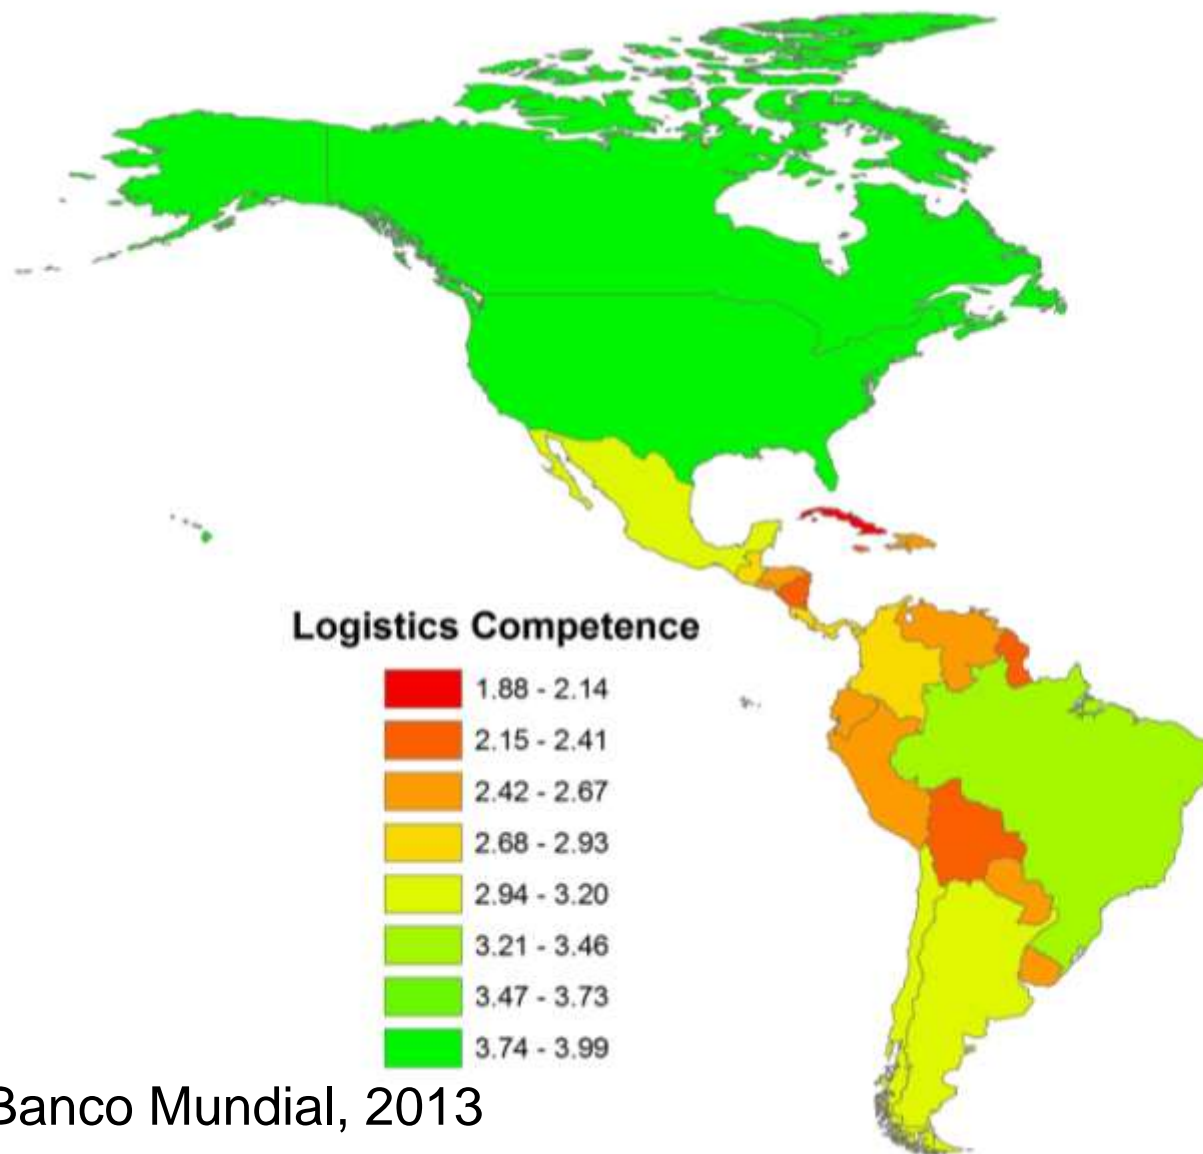 Logistics Competence
1.88 - 2.14
2.15 - 2.41
2.42 - 2.67
2.68 - 2.93
2.94 - 3.20
3.21 - 3.46
3.47 - 3.73
3.74 - 3.99
Banco Mundial, 2013